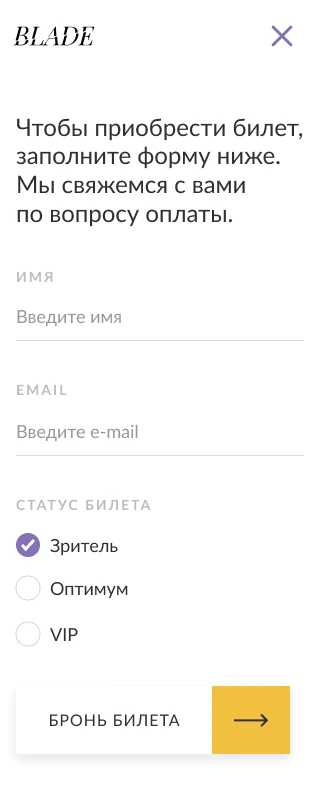 BLADE
Чтобы приобрести билет,
заполните форму ниже.
Мы свяжемся с вами
по вопросу оплаты.
ИМЯ
Введите имя
EMAIL
Введите e-mail
СТАТУС БИЛЕТА
Зритель
Оптимум
VIP
БРОНЬ БИЛЕТА